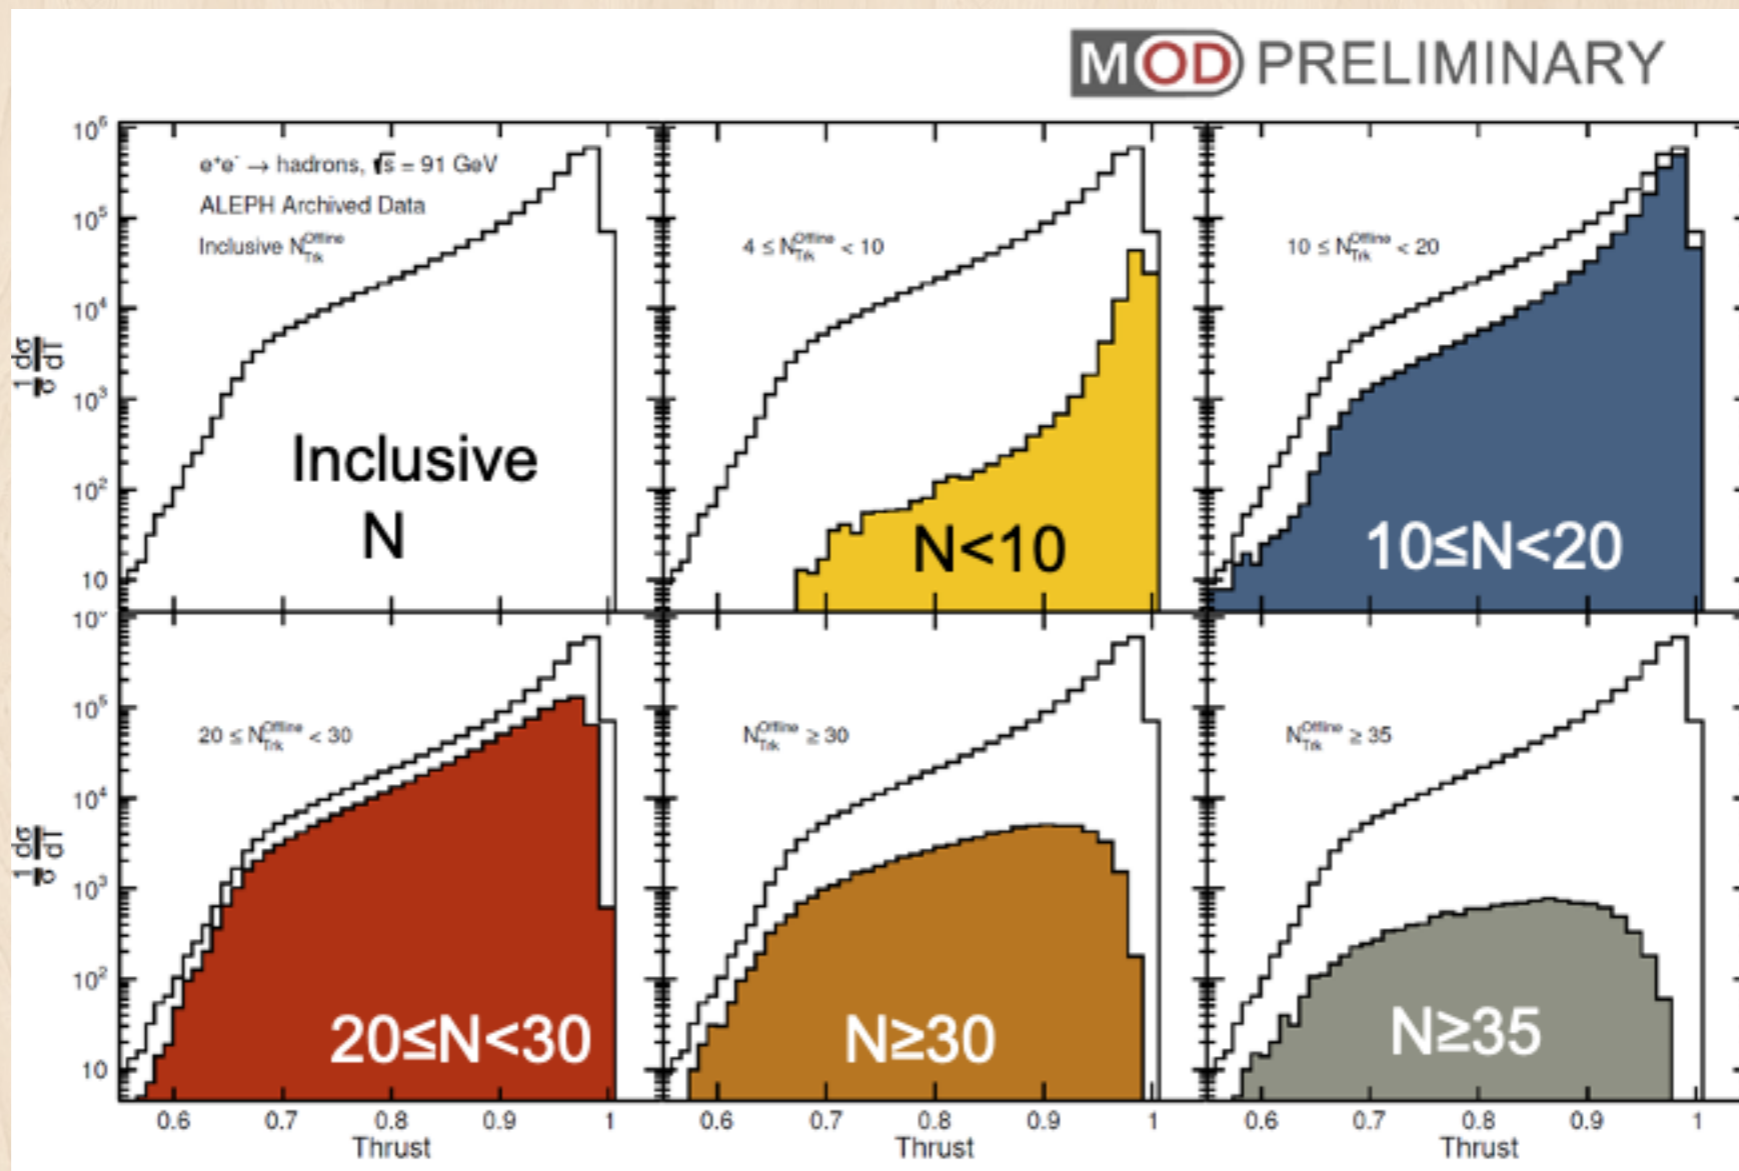 MOD PRELIMINARY
10⁶
10⁵
10⁴
10³
10²
10
1/σ dσ/dT
e⁺e⁻ → hadrons, √s = 91 GeV
ALEPH Archived Data
Inclusive N_Trk^Offline
Inclusive
N
4 ≤ N_Trk^Offline < 10
N<10
10 ≤ N_Trk^Offline < 20
10≤N<20
10⁶
10⁵
10⁴
10³
10²
10
1/σ dσ/dT
20 ≤ N_Trk^Offline < 30
20≤N<30
N_Trk^Offline ≥ 30
N≥30
N_Trk^Offline ≥ 35
N≥35
0.6 0.7 0.8 0.9 1
Thrust
0.6 0.7 0.8 0.9 1
Thrust
0.6 0.7 0.8 0.9 1
Thrust